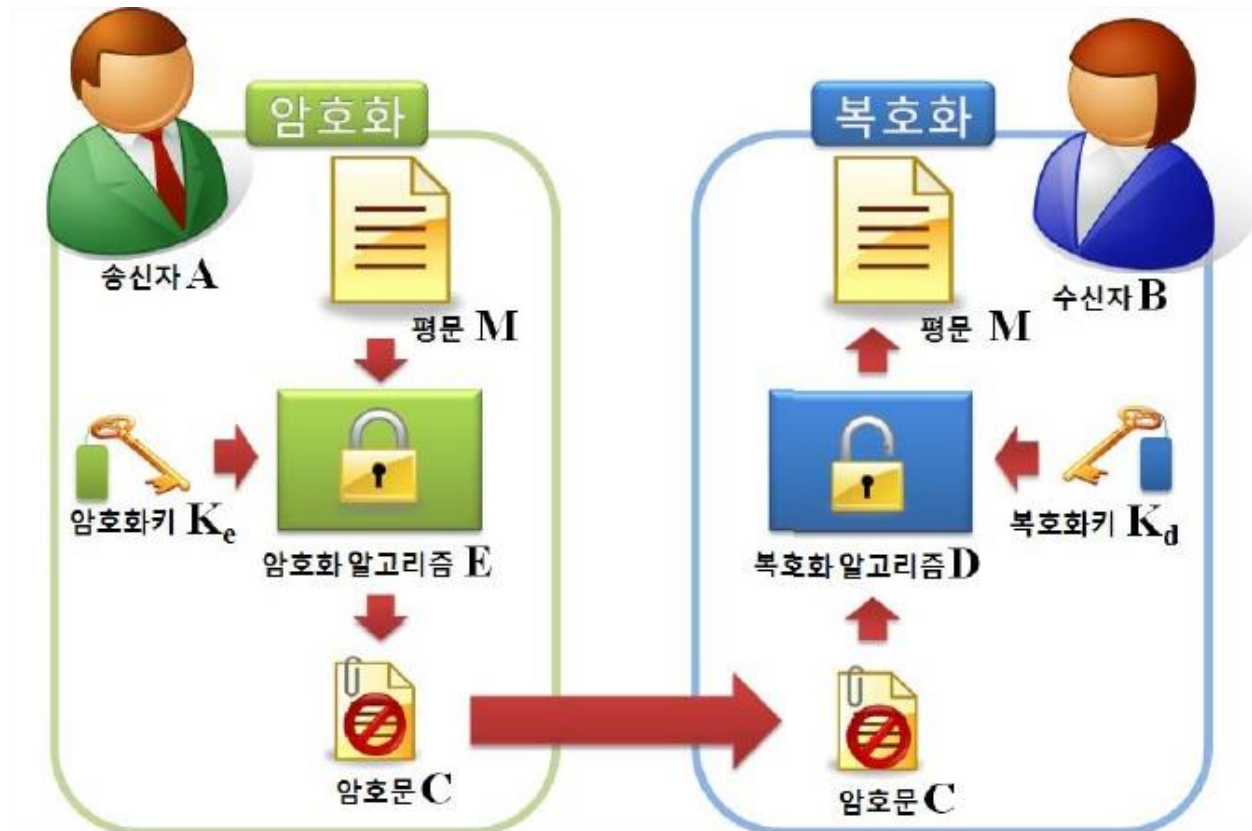 암호화
송신자 A
평문 M
암호화키 Ke
암호화 알고리즘 E
암호문 C
복호화
수신자 B
평문 M
복호화키 Kd
복호화 알고리즘 D
암호문 C